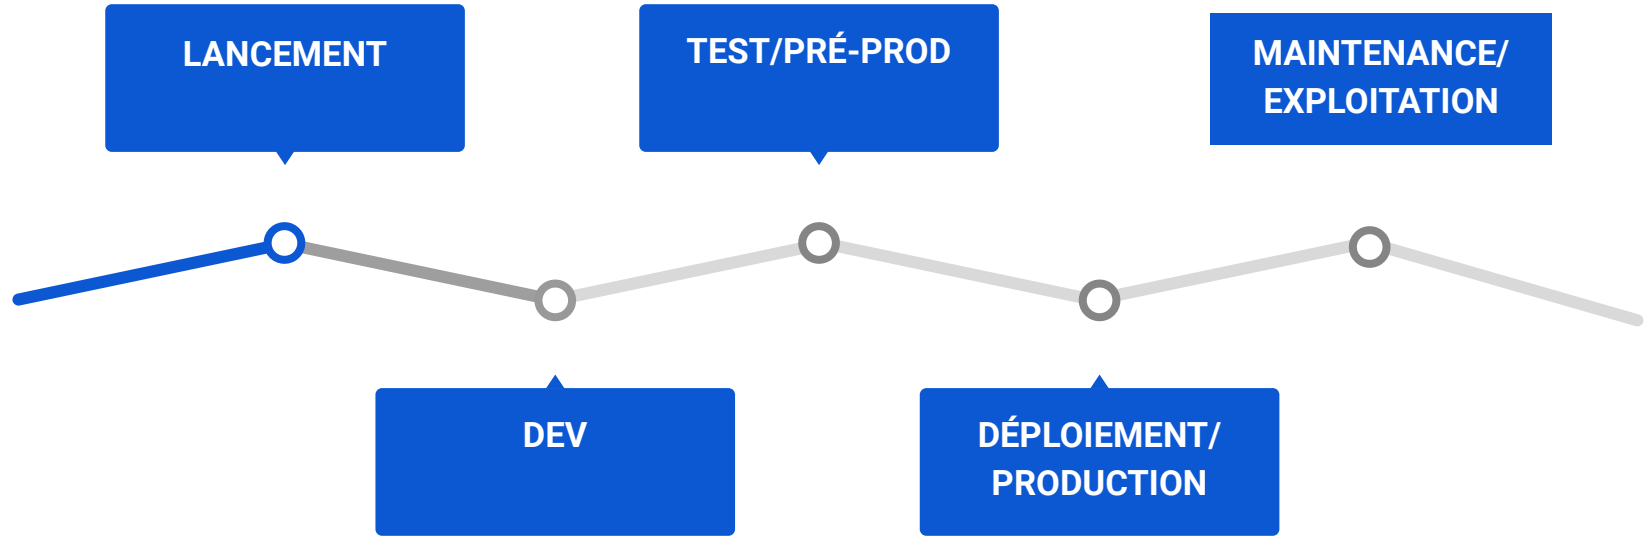 LANCEMENT
DEV
TEST/PRÉ-PROD
DÉPLOIEMENT/
PRODUCTION
MAINTENANCE/
EXPLOITATION